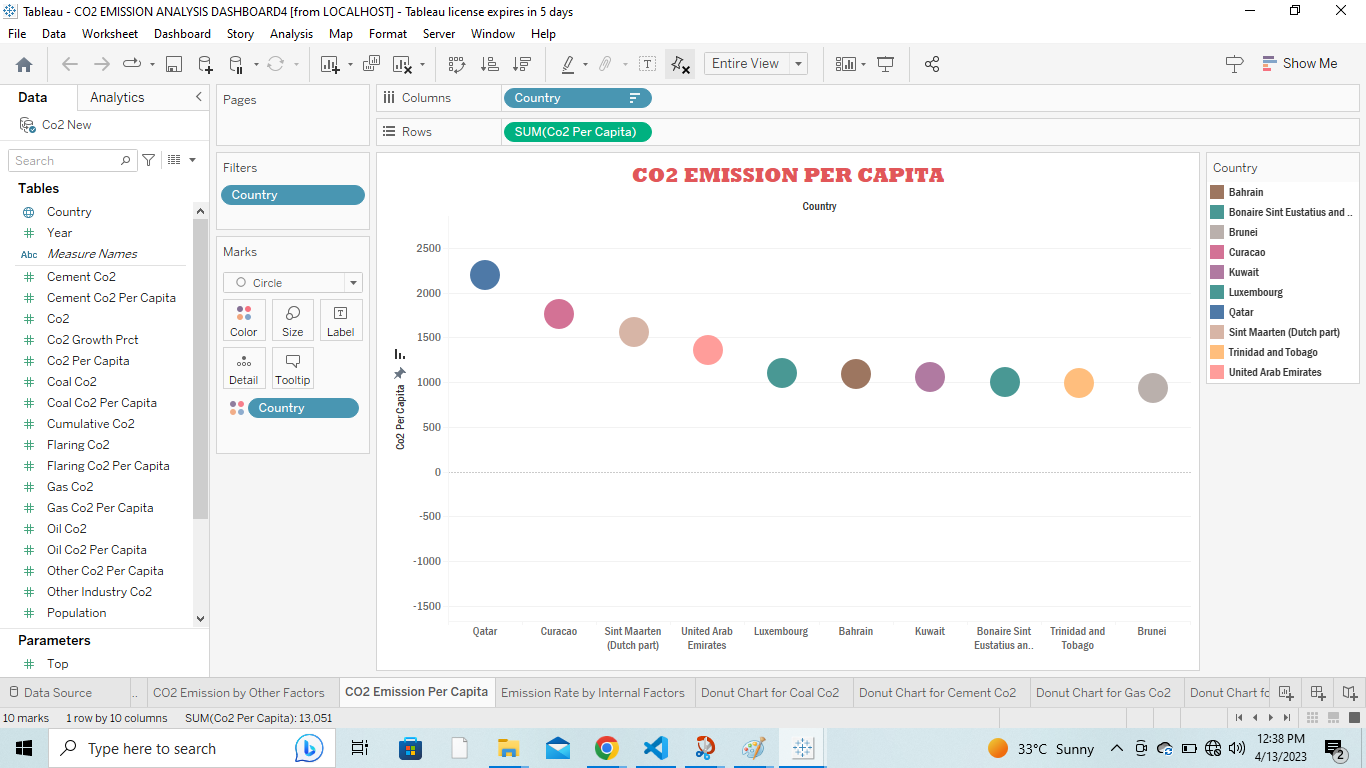 Tableau - CO2 EMISSION ANALYSIS DASHBOARD4 [from LOCALHOST] - Tableau license expires in 5 days
File Data Worksheet Dashboard Story Analysis Map Format Server Window Help
Entire View
Show Me
Data Analytics
Co2 New
Search
Tables
Country
Year
Abc Measure Names
Cement Co2
Cement Co2 Per Capita
Co2
Co2 Growth Prct
Co2 Per Capita
Coal Co2
Coal Co2 Per Capita
Cumulative Co2
Flaring Co2
Flaring Co2 Per Capita
Gas Co2
Gas Co2 Per Capita
Oil Co2
Oil Co2 Per Capita
Other Co2 Per Capita
Other Industry Co2
Population
Parameters
Top
Pages
Filters
Country
Marks
Circle
Color Size Label
Detail Tooltip
Country
Columns Country
Rows SUM(Co2 Per Capita)
CO2 EMISSION PER CAPITA
Country
Co2 Per Capita
2500
2000
1500
1000
500
0
-500
-1000
-1500
Qatar
Curacao
Sint Maarten
(Dutch part)
United Arab
Emirates
Luxembourg
Bahrain
Kuwait
Bonaire Sint
Eustatius an..
Trinidad and
Tobago
Brunei
Country
Bahrain
Bonaire Sint Eustatius and ..
Brunei
Curacao
Kuwait
Luxembourg
Qatar
Sint Maarten (Dutch part)
Trinidad and Tobago
United Arab Emirates
Data Source .. CO2 Emission by Other Factors CO2 Emission Per Capita Emission Rate by Internal Factors Donut Chart for Coal Co2 Donut Chart for Cement Co2 Donut Chart for Gas Co2 Donut Chart fo
10 marks 1 row by 10 columns SUM(Co2 Per Capita): 13,051
Type here to search
33°C Sunny
12:38 PM
4/13/2023
2